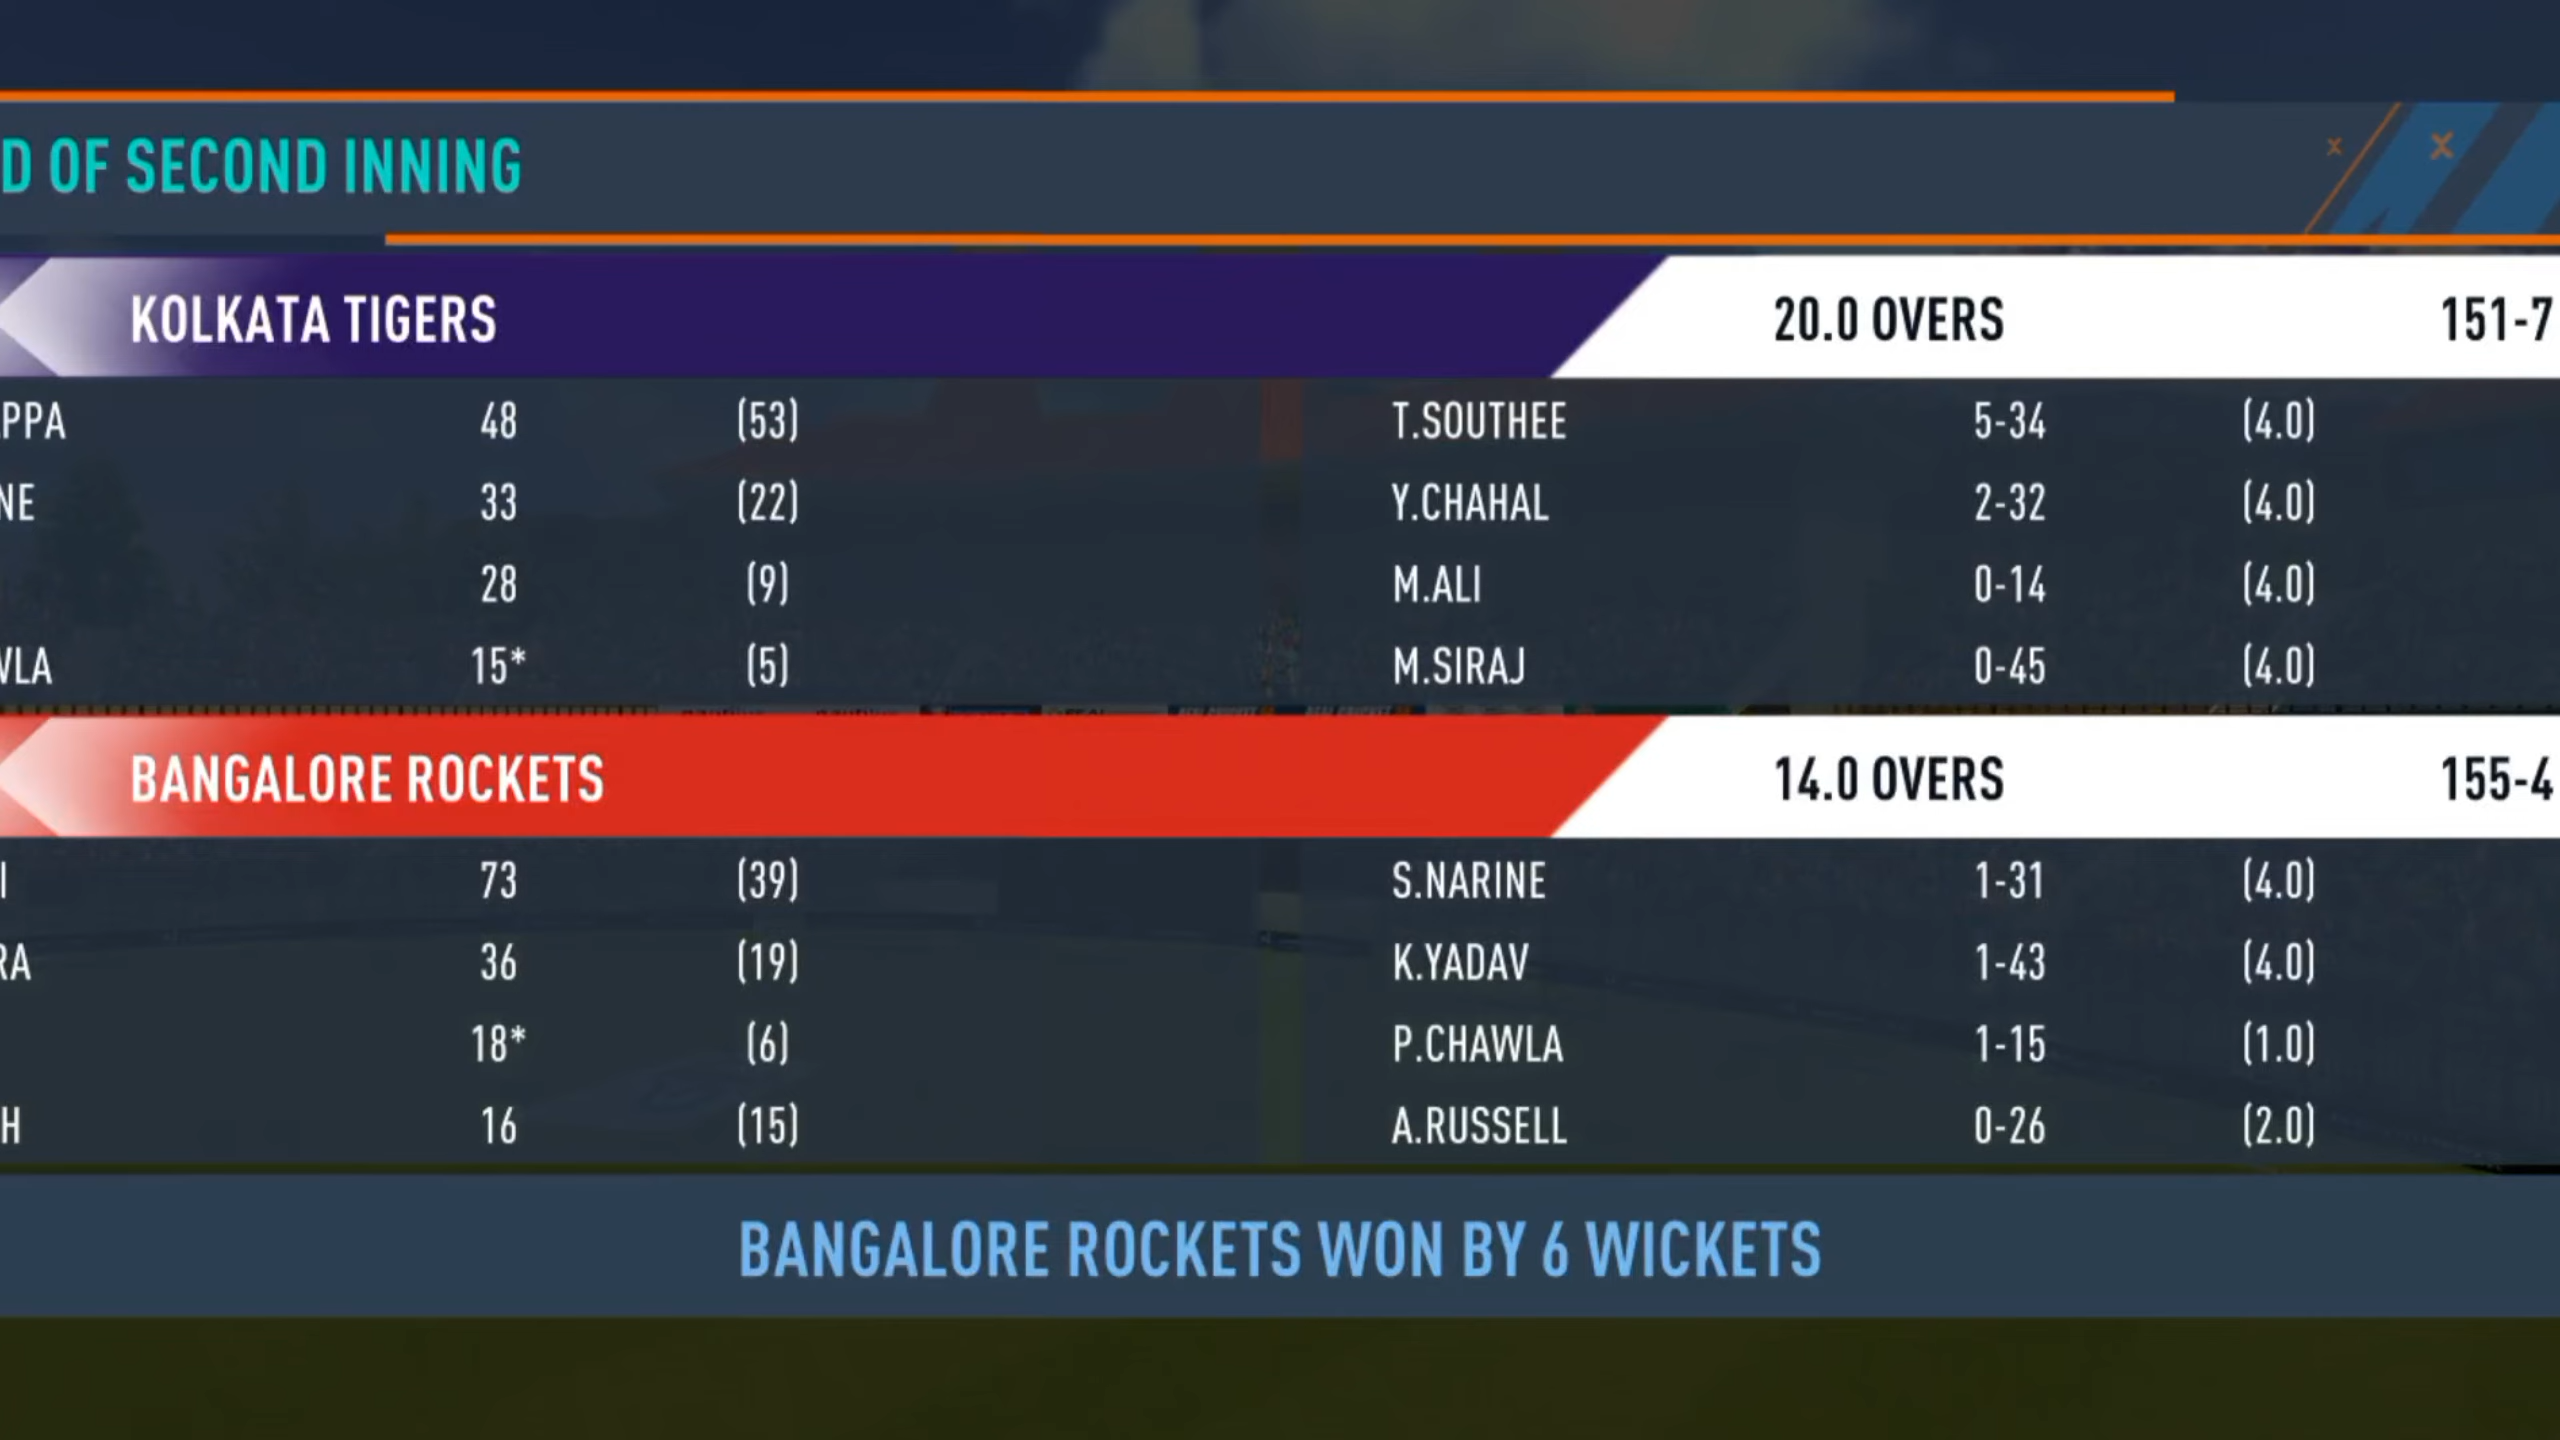 D OF SECOND INNING
KOLKATA TIGERS 20.0 OVERS 151-7
PPA 48 (53) T.SOUTHEE 5-34 (4.0)
NE 33 (22) Y.CHAHAL 2-32 (4.0)
28 (9) M.ALI 0-14 (4.0)
WLA 15* (5) M.SIRAJ 0-45 (4.0)
BANGALORE ROCKETS 14.0 OVERS 155-4
I 73 (39) S.NARINE 1-31 (4.0)
RA 36 (19) K.YADAV 1-43 (4.0)
18* (6) P.CHAWLA 1-15 (1.0)
H 16 (15) A.RUSSELL 0-26 (2.0)
BANGALORE ROCKETS WON BY 6 WICKETS